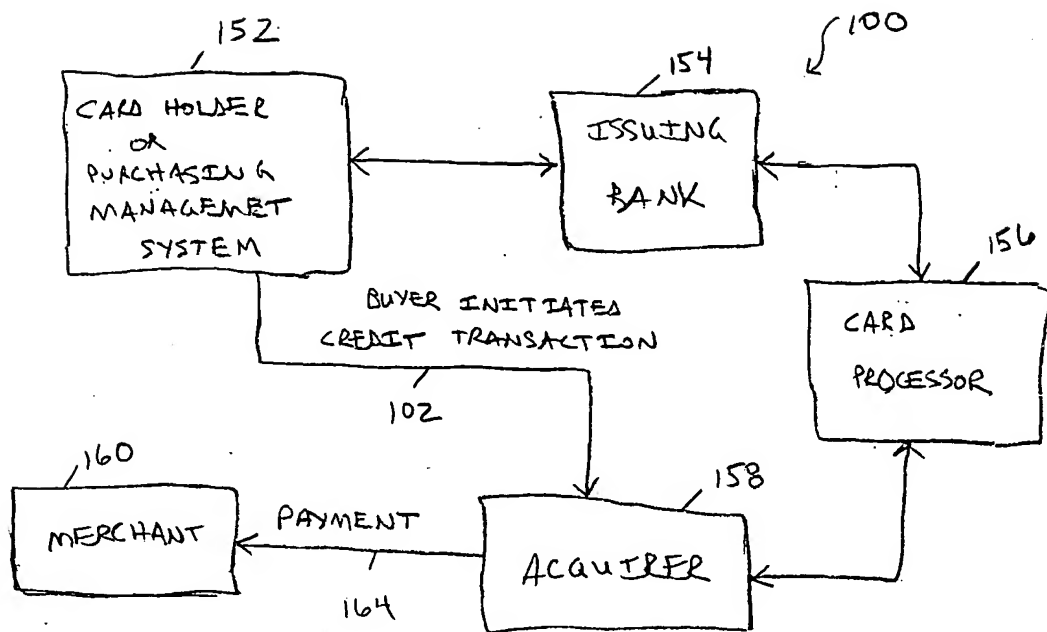 152
100
154
CARD HOLDER
OR
PURCHASING
MANAGEMET
SYSTEM
ISSUING
BANK
156
CARD
PROCESSOR
BUYER INITIATED
CREDIT TRANSACTION
102
160
MERCHANT
PAYMENT
164
158
ACQUIRER